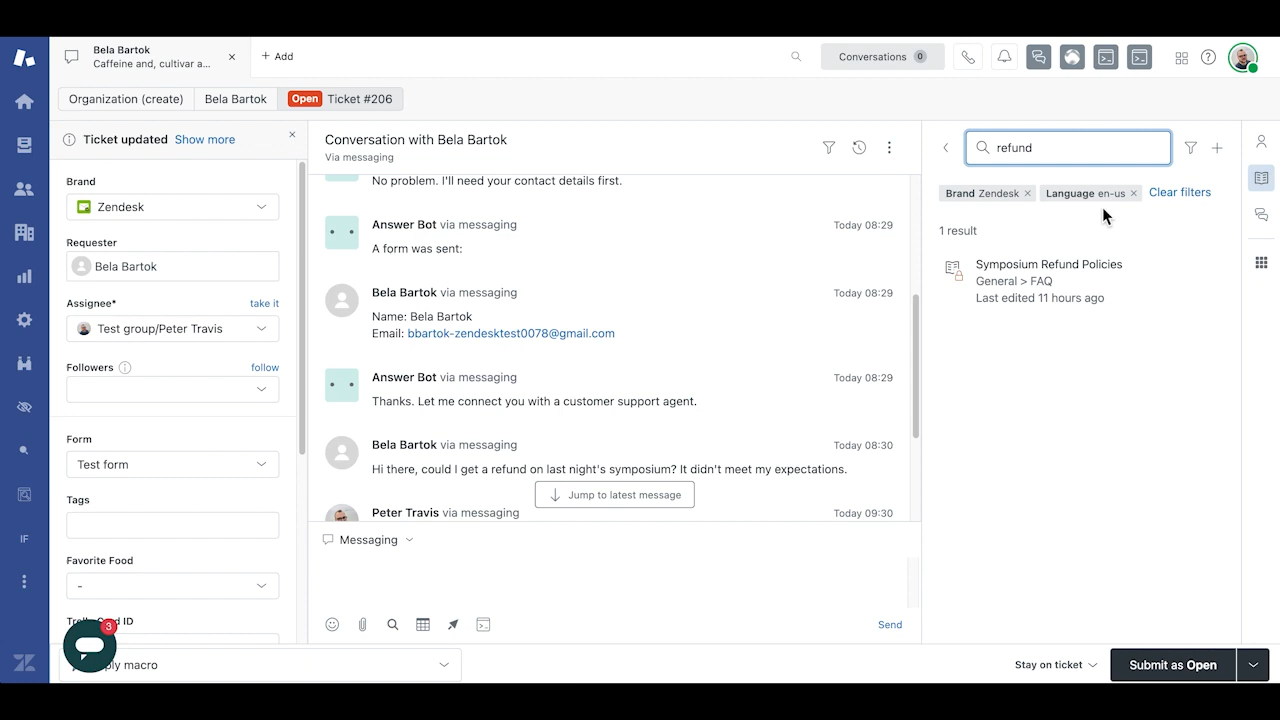 Bela Bartok
Caffeine and, cultivar a...
Add
Conversations 0
Organization (create)
Bela Bartok
Open Ticket #206
Ticket updated Show more
Brand
Zendesk
Requester
Bela Bartok
Assignee* take it
Test group/Peter Travis
Followers follow
Form
Test form
Tags
Favorite Food
-
3
Conversation with Bela Bartok
Via messaging
No problem. I'll need your contact details first.
Answer Bot via messaging Today 08:29
A form was sent:
Bela Bartok via messaging Today 08:29
Name: Bela Bartok
Email: bbartok-zendesktest0078@gmail.com
Answer Bot via messaging Today 08:29
Thanks. Let me connect you with a customer support agent.
Bela Bartok via messaging Today 08:30
Hi there, could I get a refund on last night's symposium? It didn't meet my expectations.
Jump to latest message
Peter Travis via messaging Today 09:30
Messaging
Send
refund
Brand Zendesk Language en-us Clear filters
1 result
Symposium Refund Policies
General > FAQ
Last edited 11 hours ago
IF
macro
Stay on ticket
Submit as Open